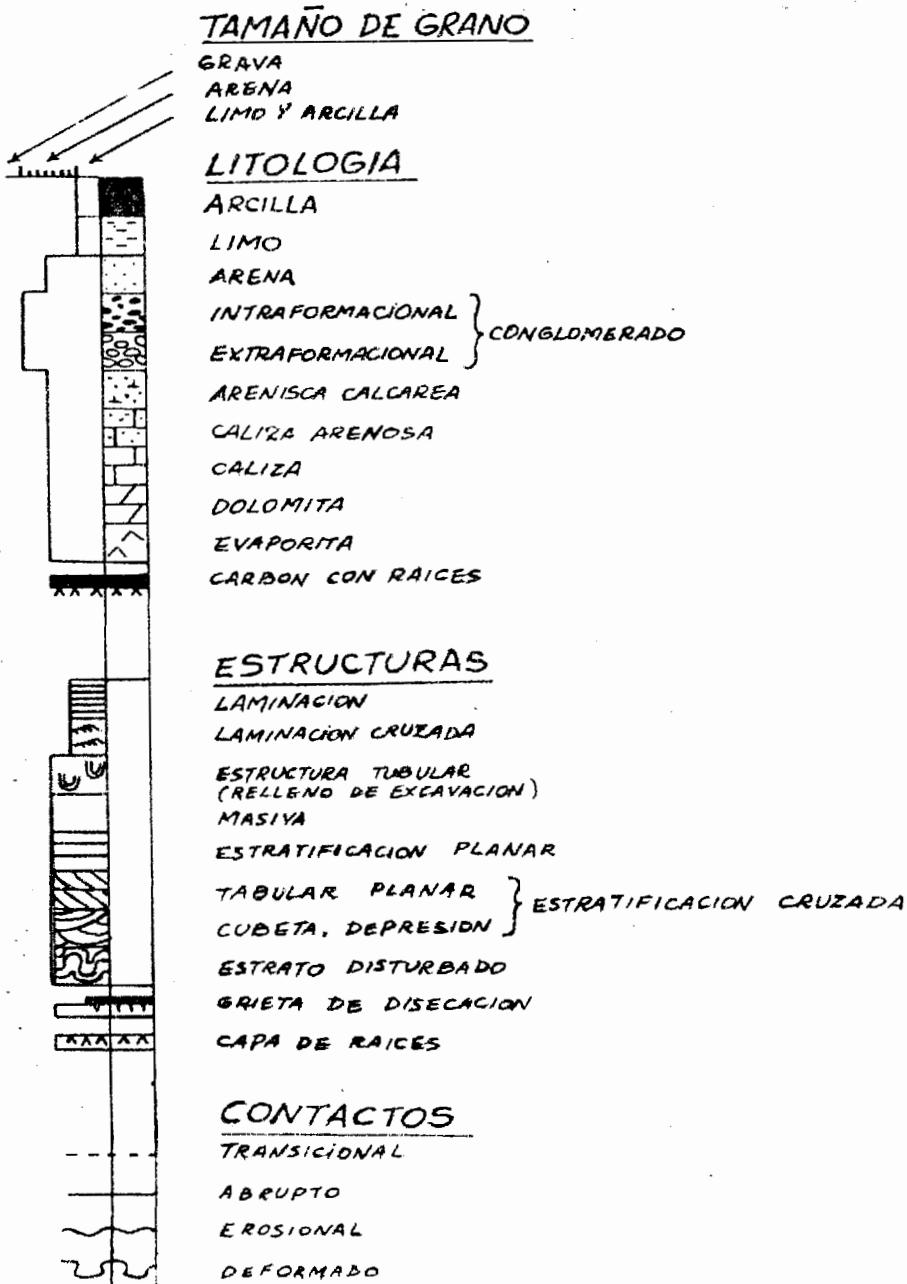 TAMAÑO DE GRANO
GRAVA
ARENA
LIMO Y ARCILLA
LITOLOGIA
ARCILLA
LIMO
ARENA
INTRAFORMACIONAL
CONGLOMERADO
EXTRAFORMACIONAL
ARENISCA CALCAREA
CALIZA ARENOSA
CALIZA
DOLOMITA
EVAPORITA
CARBON CON RAICES
ESTRUCTURAS
LAMINACION
LAMINACION CRUZADA
ESTRUCTURA TUBULAR
(RELLENO DE EXCAVACION)
MASIVA
ESTRATIFICACION PLANAR
TABULAR PLANAR
ESTRATIFICACION CRUZADA
CUBETA, DEPRESION
ESTRATO DISTURBADO
GRIETA DE DISECACION
CAPA DE RAICES
CONTACTOS
TRANSICIONAL
ABRUPTO
EROSIONAL
DEFORMADO